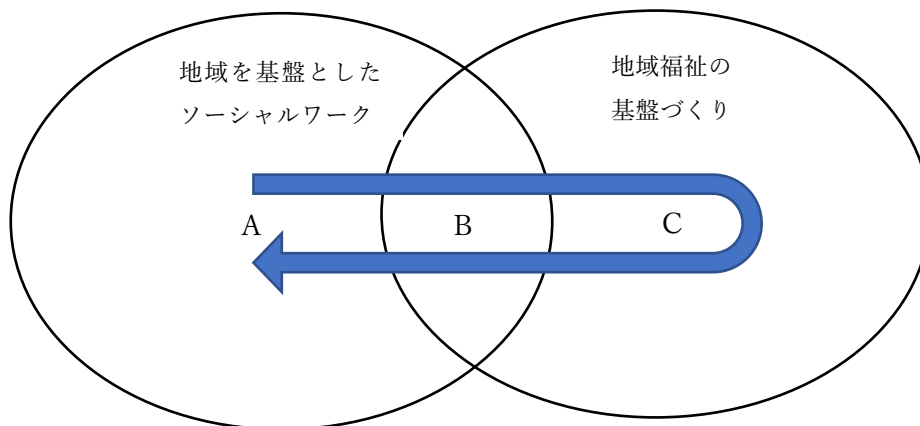 地域を基盤とした
ソーシャルワーク
地域福祉の
基盤づくり
A
B
C